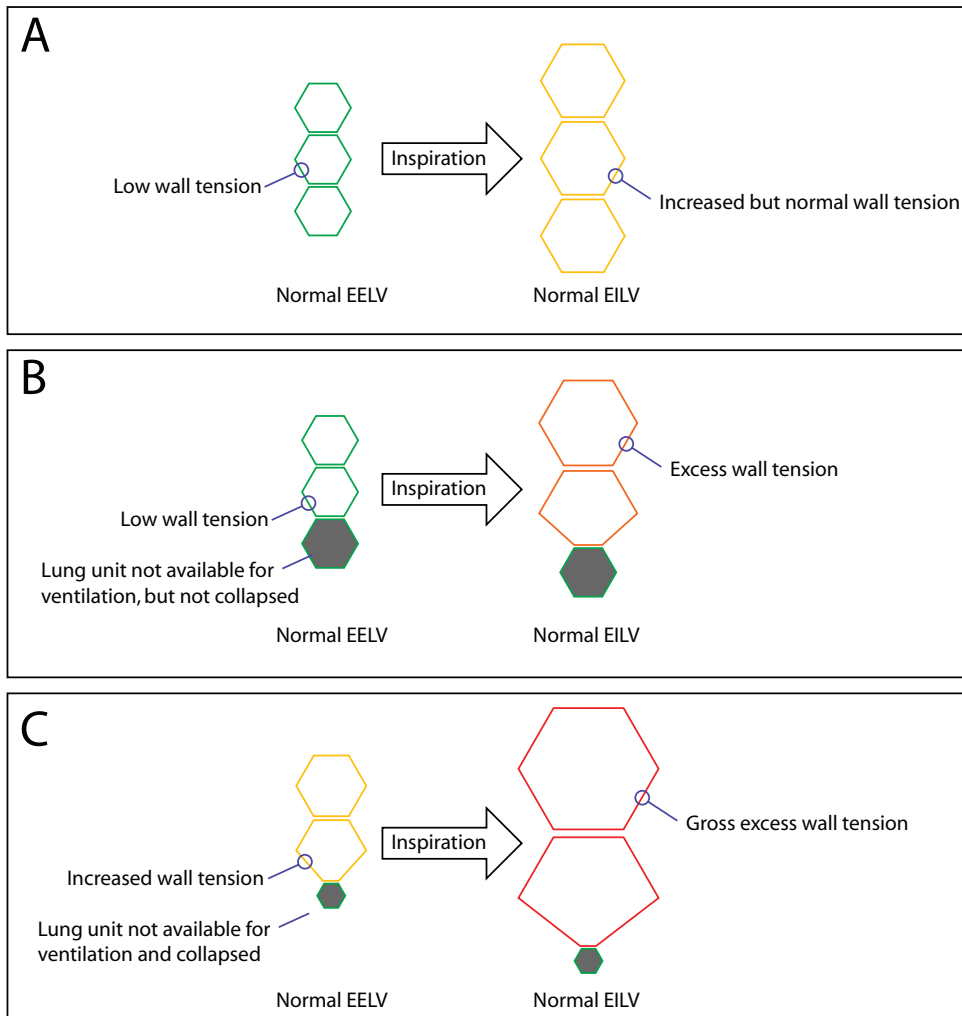 A
Low wall tension
Inspiration
Increased but normal wall tension
Normal EELV
Normal EILV
B
Low wall tension
Inspiration
Excess wall tension
Lung unit not available for
ventilation, but not collapsed
Normal EELV
Normal EILV
C
Increased wall tension
Inspiration
Gross excess wall tension
Lung unit not available for
ventilation and collapsed
Normal EELV
Normal EILV